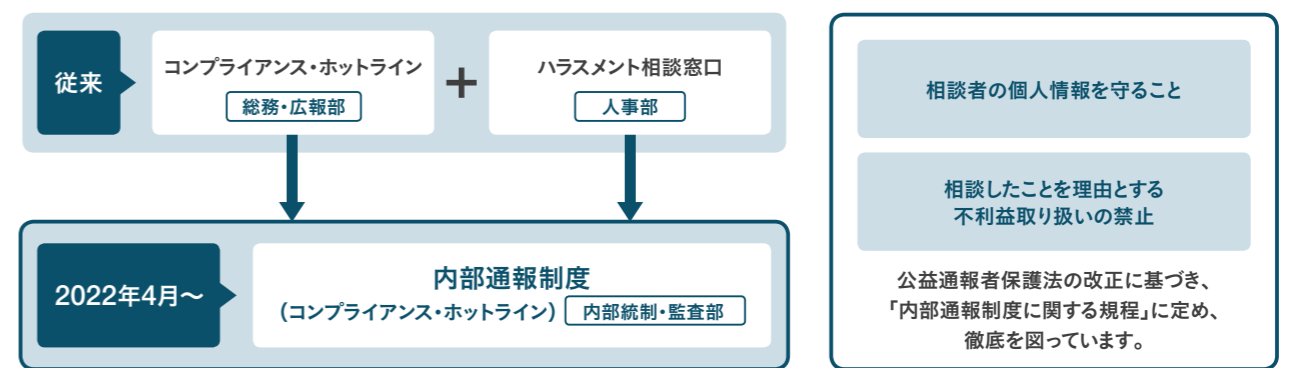 従来
コンプライアンス・ホットライン
総務・広報部
＋
ハラスメント相談窓口
人事部
2022年4月〜
内部通報制度
（コンプライアンス・ホットライン） 内部統制・監査部
相談者の個人情報を守ること
相談したことを理由とする
不利益取り扱いの禁止
公益通報者保護法の改正に基づき、
「内部通報制度に関する規程」に定め、
徹底を図っています。